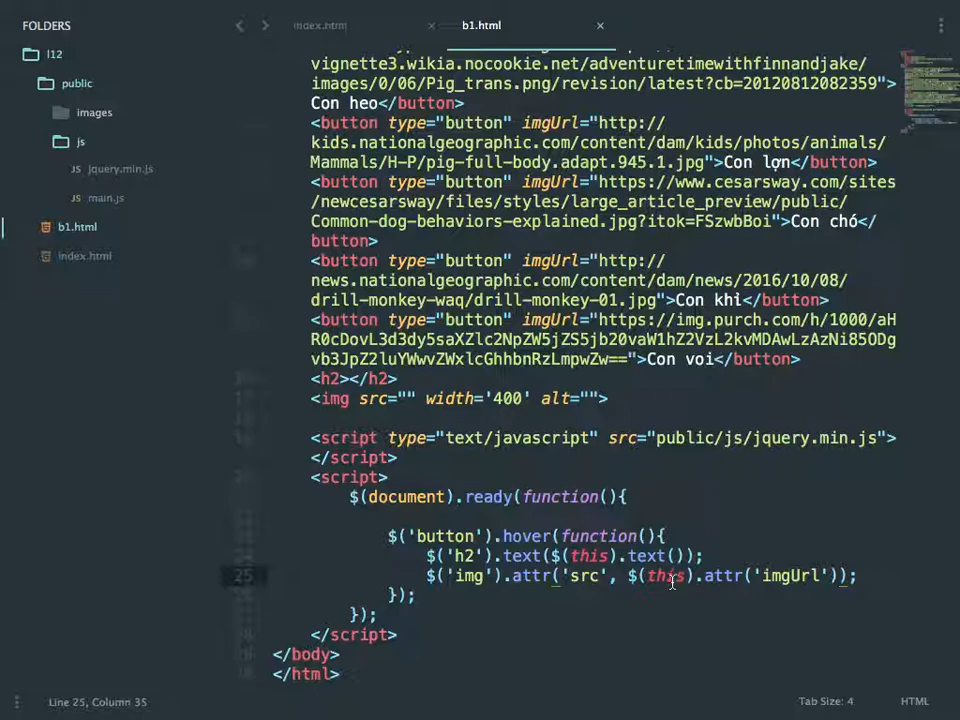 FOLDERS
l12
public
images
js
jquery.min.js
main.js
b1.html
index.html
index.html
b1.html
vignette3.wikia.nocookie.net/adventuretimewithfinnandjake/
images/0/06/Pig_trans.png/revision/latest?cb=20120812082359">
Con heo</button>
<button type="button" imgUrl="http://
kids.nationalgeographic.com/content/dam/kids/photos/animals/
Mammals/H-P/pig-full-body.adapt.945.1.jpg">Con lợn</button>
<button type="button" imgUrl="https://www.cesarsway.com/sites
/newcesarsway/files/styles/large_article_preview/public/
Common-dog-behaviors-explained.jpg?itok=FSzwbBoi">Con chó</
button>
<button type="button" imgUrl="http://
news.nationalgeographic.com/content/dam/news/2016/10/08/
drill-monkey-waq/drill-monkey-01.jpg">Con khỉ</button>
<button type="button" imgUrl="https://img.purch.com/h/1000/aH
R0cDovL3d3dy5saXZlc2NpZW5jZS5jb20vaW1hZ2VzL2kvMDAwLzAzNi85ODg
vb3JpZ2luYWwvZWxlcGhhbnRzLmpwZw==">Con voi</button>
<h2></h2>
<img src="" width='400' alt="">
<script type="text/javascript" src="public/js/jquery.min.js">
</script>
<script>
$(document).ready(function(){
$('button').hover(function(){
$('h2').text($(this).text());
25 $('img').attr('src', $(this).attr('imgUrl'));
});
});
</script>
</body>
</html>
Line 25, Column 35
Tab Size: 4
HTML